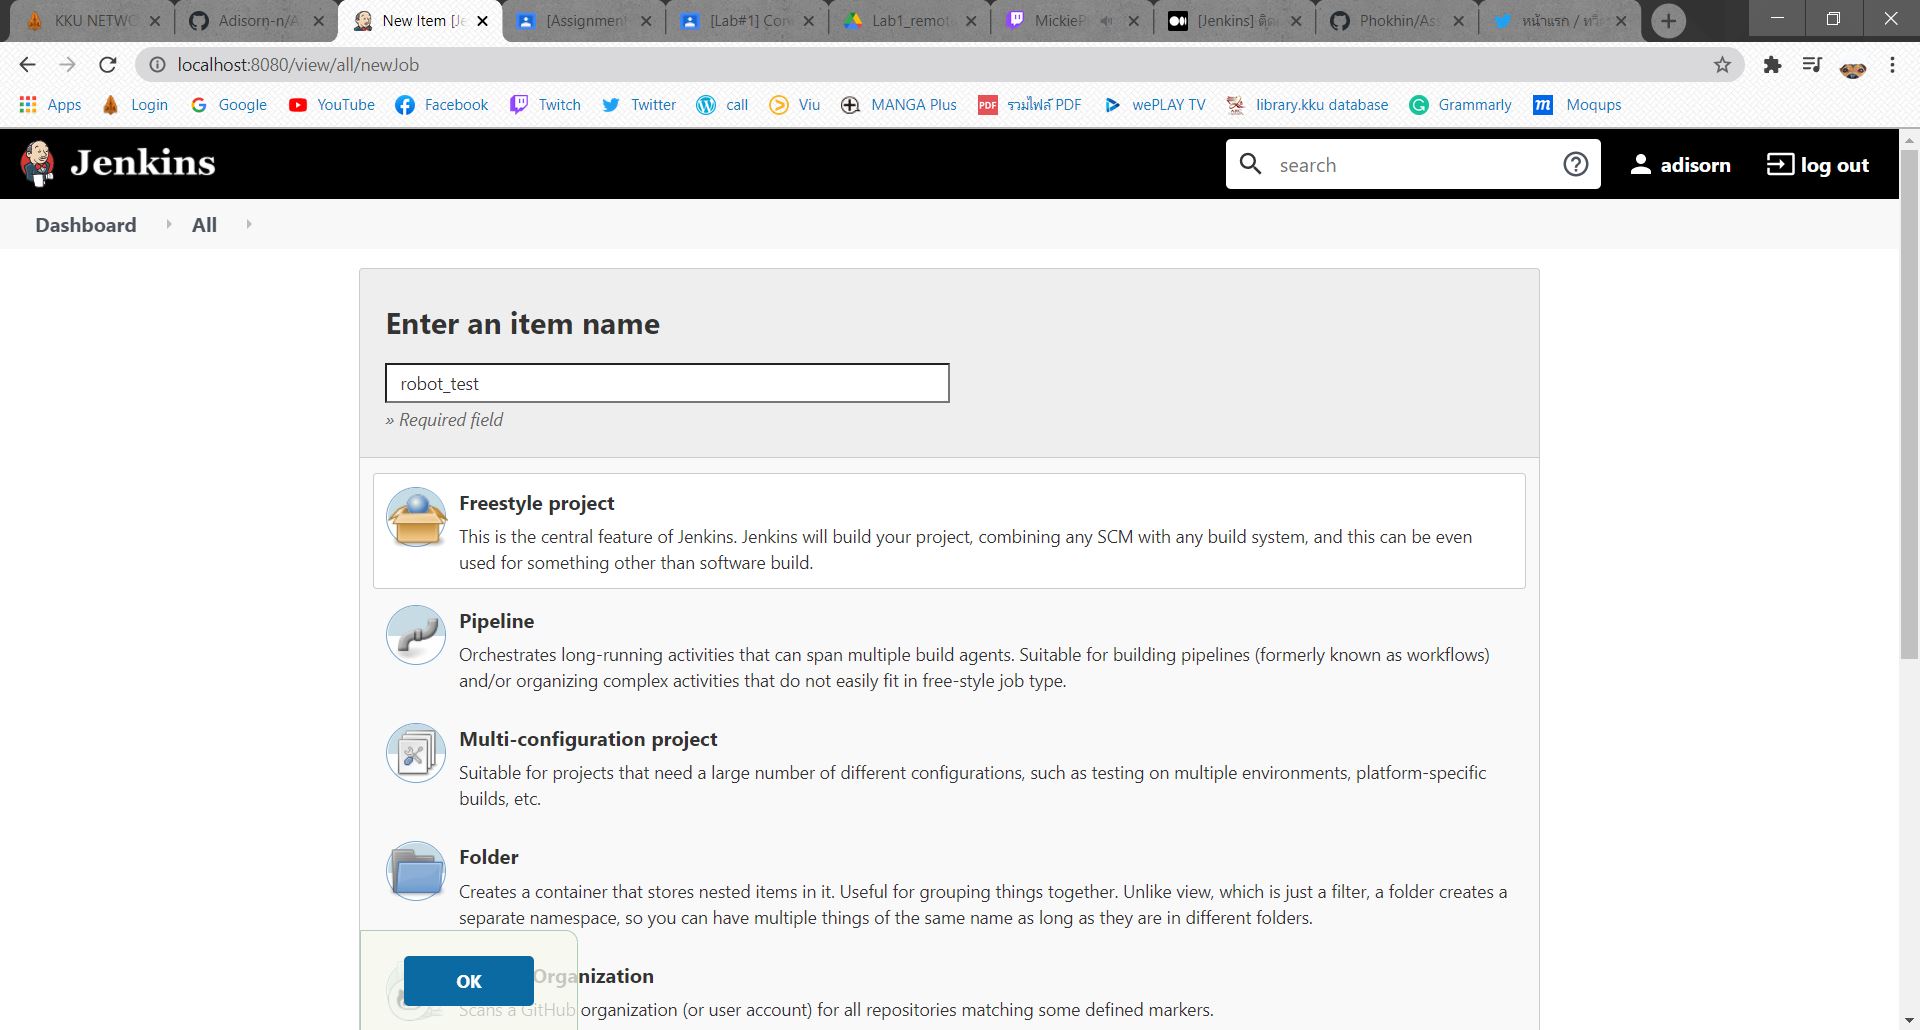 KKU NETWO
Adisorn-n/A
New Item [Je
[Assignment
[Lab#1] Con
Lab1_remot
MickieP
[Jenkins] ติด
Phokhin/Ass
หน้าแรก / ทวี
localhost:8080/view/all/newJob
Apps
Login
Google
YouTube
Facebook
Twitch
Twitter
call
Viu
MANGA Plus
PDF
รวมไฟล์ PDF
wePLAY TV
library.kku database
Grammarly
m
Moqups
Jenkins
search
adisorn
log out
Dashboard
All
Enter an item name
robot_test
» Required field
Freestyle project
This is the central feature of Jenkins. Jenkins will build your project, combining any SCM with any build system, and this can be even
used for something other than software build.
Pipeline
Orchestrates long-running activities that can span multiple build agents. Suitable for building pipelines (formerly known as workflows)
and/or organizing complex activities that do not easily fit in free-style job type.
Multi-configuration project
Suitable for projects that need a large number of different configurations, such as testing on multiple environments, platform-specific
builds, etc.
Folder
Creates a container that stores nested items in it. Useful for grouping things together. Unlike view, which is just a filter, a folder creates a
separate namespace, so you can have multiple things of the same name as long as they are in different folders.
OK
Organization
Scans a GitHub organization (or user account) for all repositories matching some defined markers.